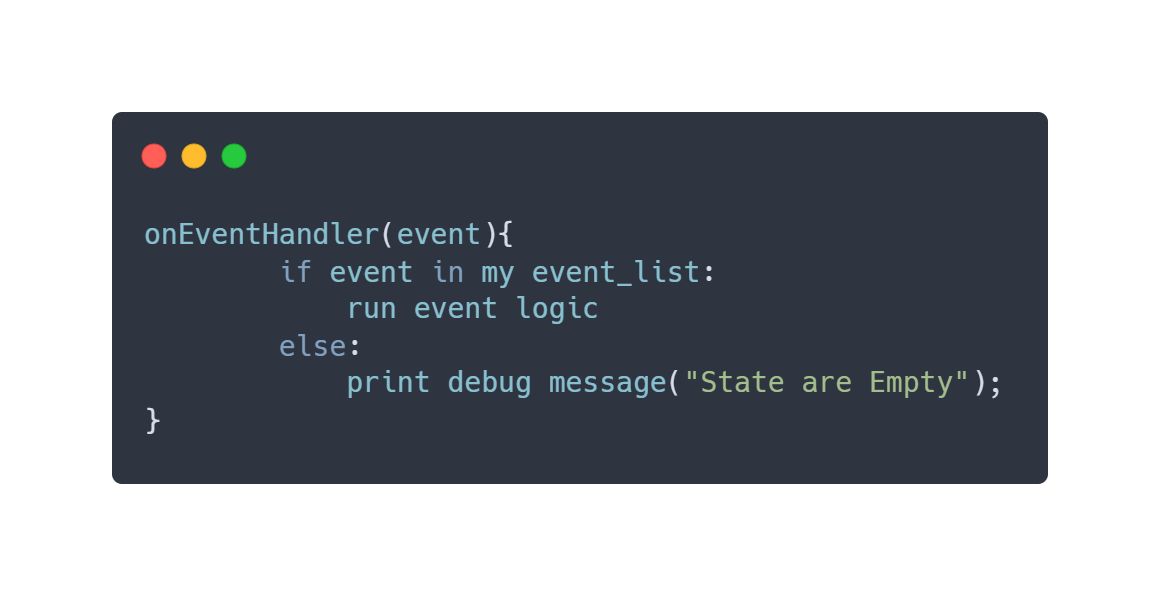 onEventHandler(event){
        if event in my event_list:
            run event logic
        else:
            print debug message("State are Empty");
}